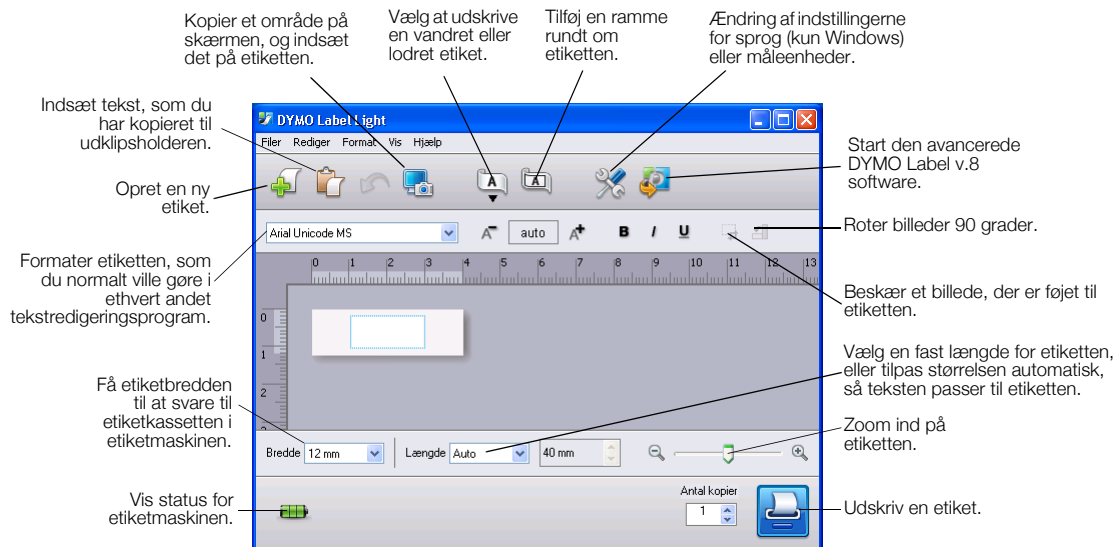 Kopier et område på
skærmen, og indsæt
det på etiketten.
Vælg at udskrive
en vandret eller
lodret etiket.
Tilføj en ramme
rundt om
etiketten.
Ændring af indstillingerne
for sprog (kun Windows)
eller måleenheder.
Indsæt tekst, som du
har kopieret til
udklipsholderen.
Opret en ny
etiket.
Formater etiketten, som
du normalt ville gøre i
ethvert andet
tekstredigeringsprogram.
Få etiketbredden
til at svare til
etiketkassetten i
etiketmaskinen.
Vis status for
etiketmaskinen.
DYMO Label Light
Filer Rediger Format Vis Hjælp
A A
Arial Unicode MS A auto A B I U
0 1 2 3 4 5 6 7 8 9 10 11 12 13
0
1
2
Bredde 12 mm Længde Auto 40 mm
Antal kopier
1
Start den avancerede
DYMO Label v.8
software.
Roter billeder 90 grader.
Beskær et billede, der er føjet til
etiketten.
Vælg en fast længde for etiketten,
eller tilpas størrelsen automatisk,
så teksten passer til etiketten.
Zoom ind på
etiketten.
Udskriv en etiket.